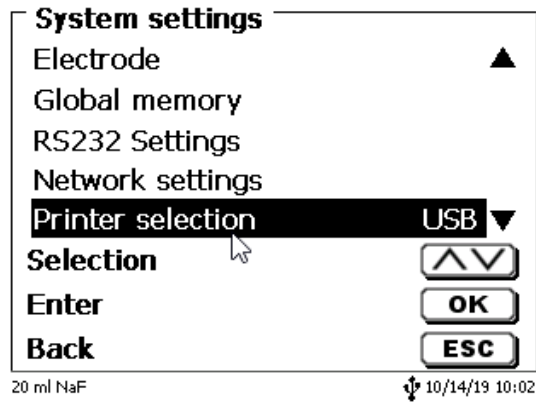 System settings
Electrode
Global memory
RS232 Settings
Network settings
Printer selection USB
Selection
Enter OK
Back ESC
20 ml NaF 10/14/19 10:02